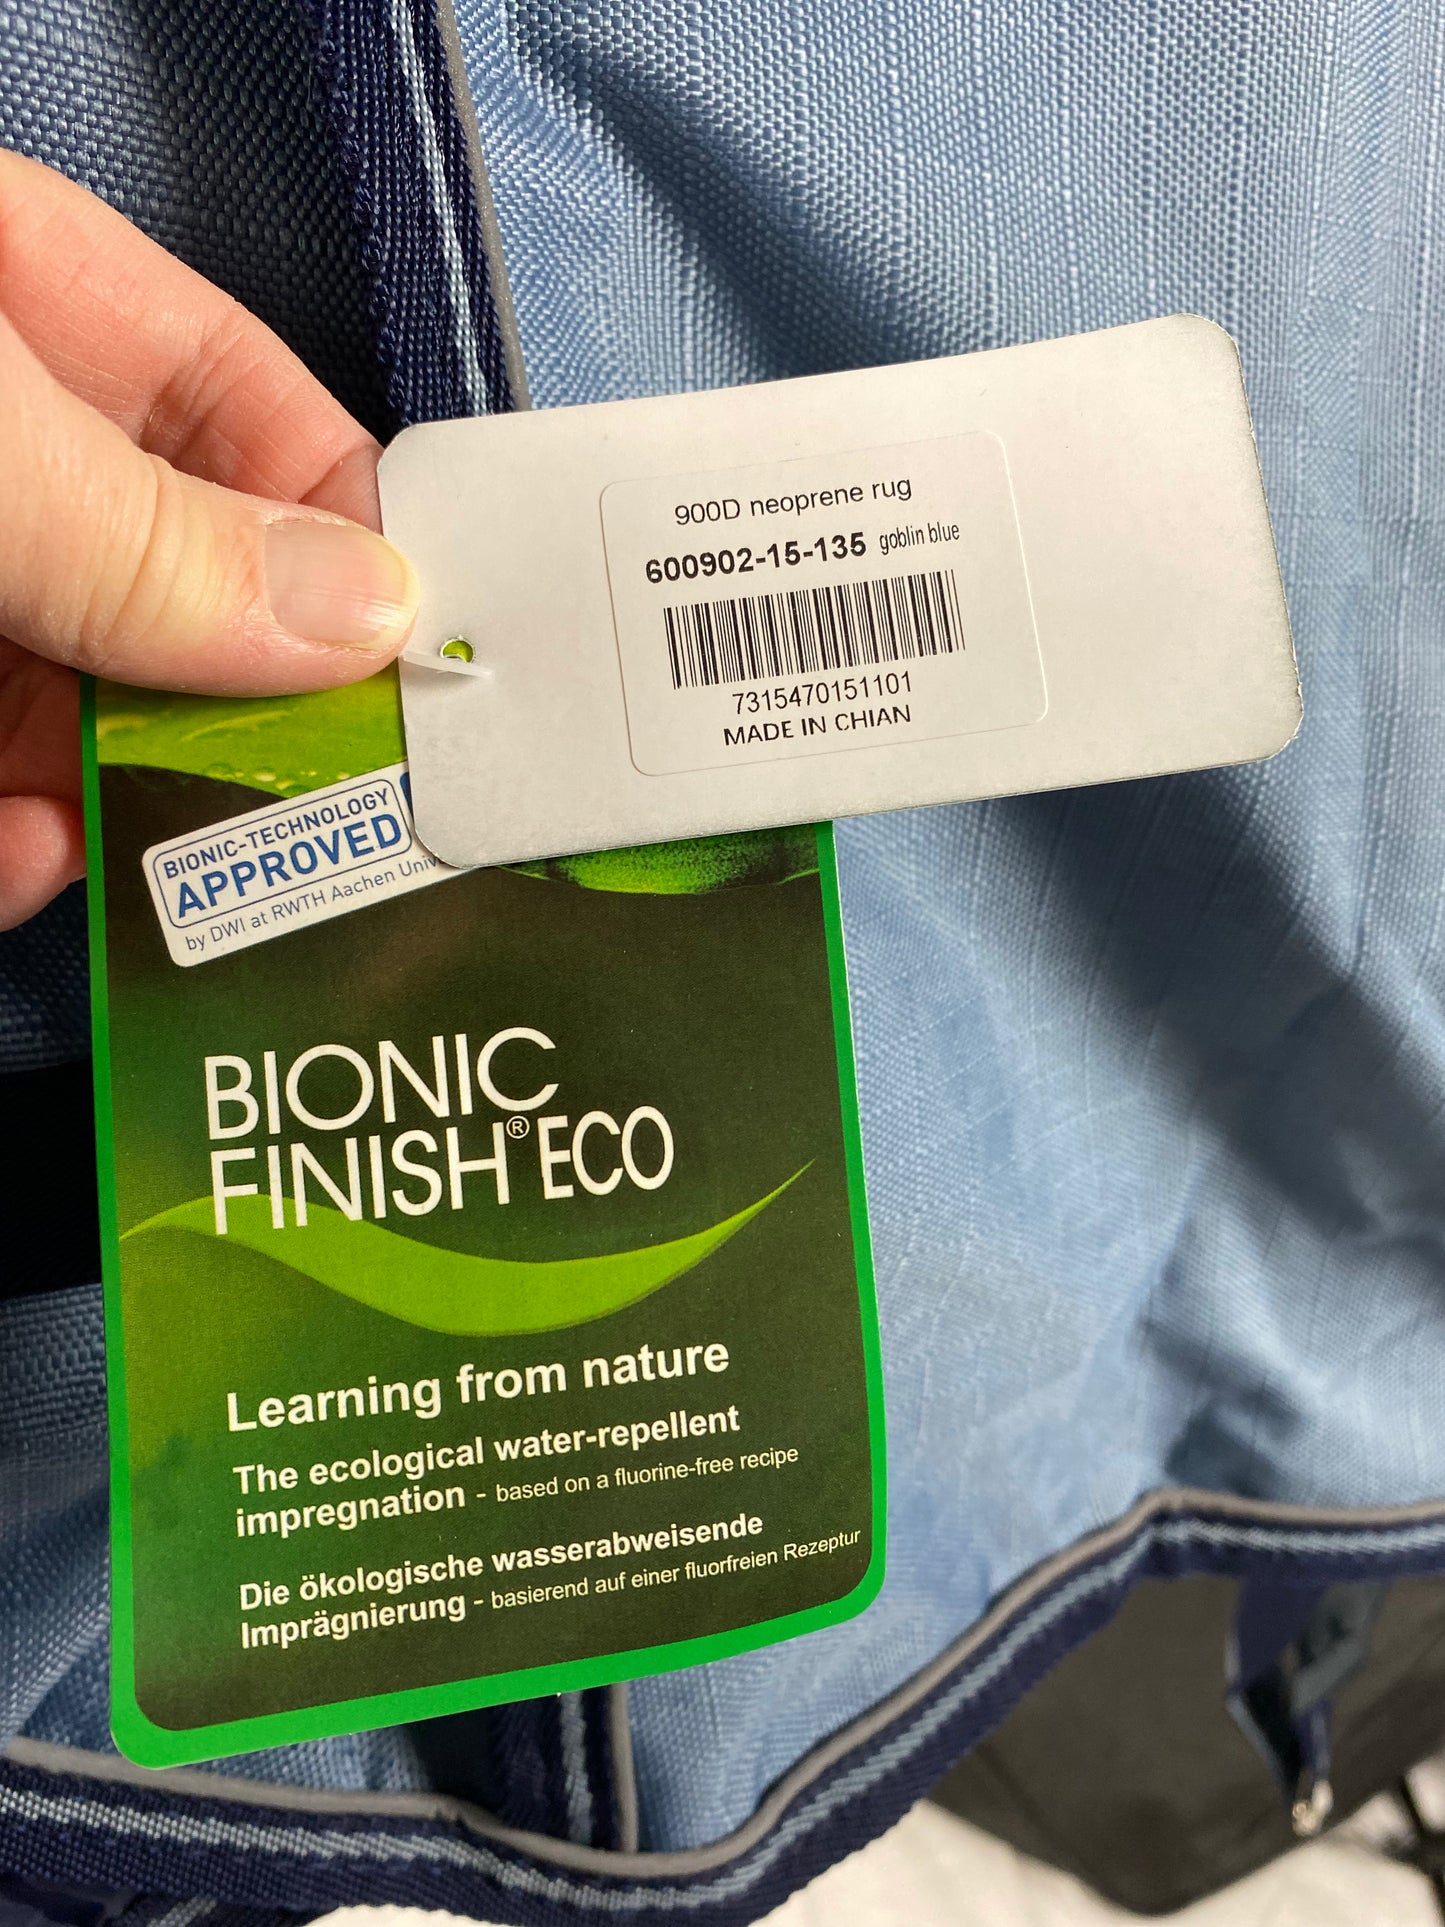 900D neoprene rug
600902-15-135 goblin blue
7315470151101
MADE IN CHIAN
BIONIC-TECHNOLOGY
APPROVED
by DWI at RWTH Aachen
BIONIC
FINISH® ECO
Learning from nature
The ecological water-repellent
impregnation - based on a fluorine-free recipe
Die ökologische wasserabweisende
Imprägnierung - basierend auf einer fluorfreien Rezeptur